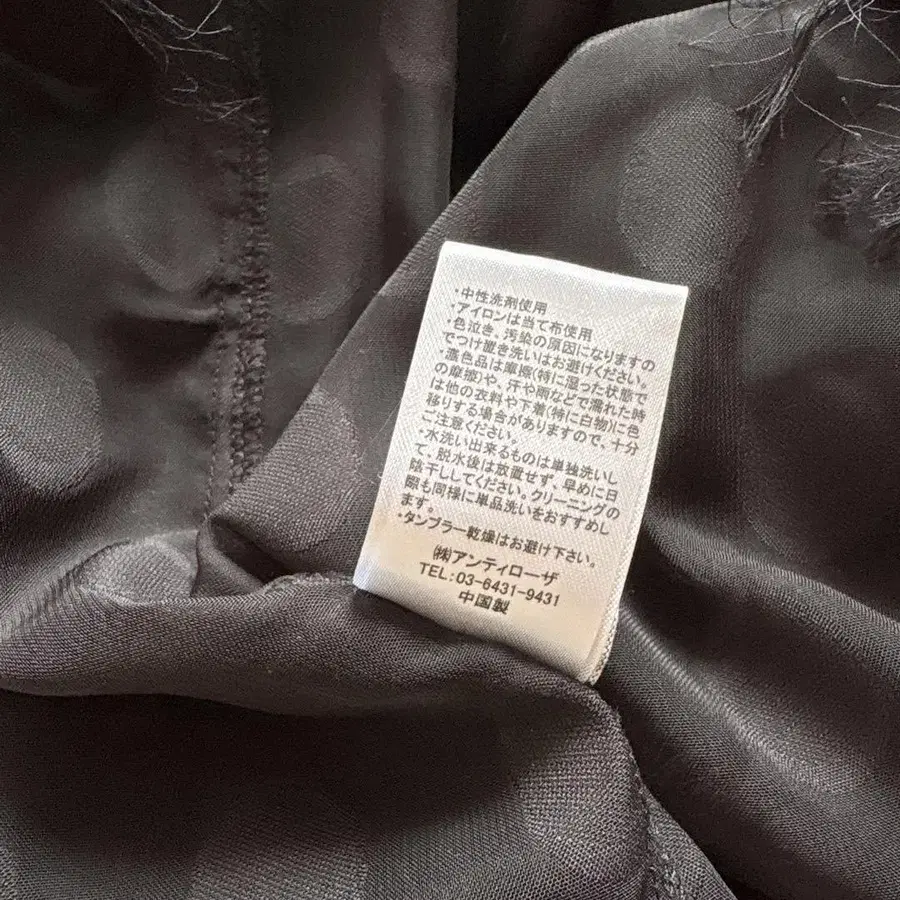 ・中性洗剤使用
・アイロンは当て布使用
・色泣き、汚染の原因になりますの
でつけ置き洗いはお避けください。
・濃色品は摩擦(特に湿った状態で
の摩擦)や、汗や雨などで濡れた時
は他の衣料や下着(特に白物)に色
移りする場合がありますので、十分
ご注意ください。
・水洗い出来るものは単独洗いし
て、脱水後は放置せず、早めに日
陰干ししてください。クリーニングの
際も同様に単品洗いをおすすめし
ます。
・タンブラー乾燥はお避け下さい。
㈱アンティローザ
TEL:03-6431-9431
中国製